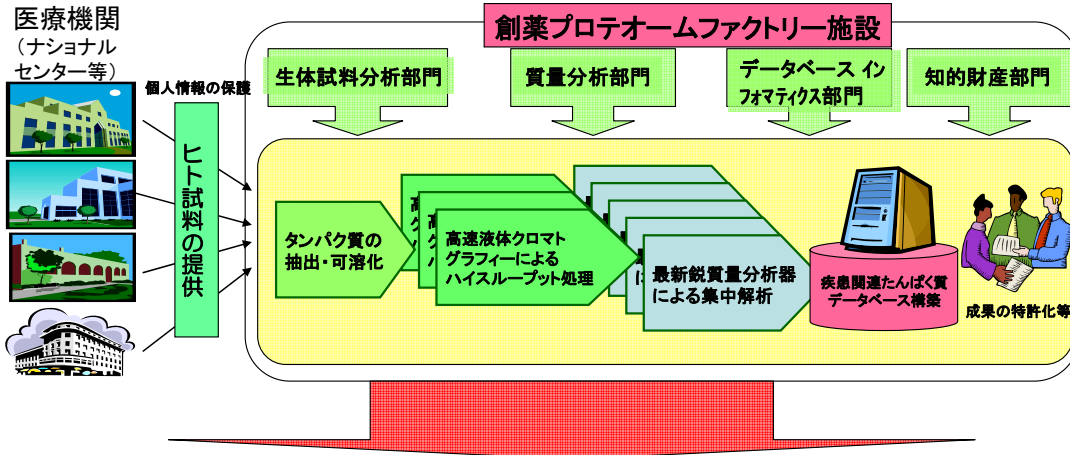 医療機関
（ナショナル
センター等）
個人情報の保護
ヒト試料の提供
創薬プロテオームファクトリー施設
生体試料分析部門
質量分析部門
データベース イン
フォマティクス部門
知的財産部門
タンパク質の
抽出・可溶化
高速液体クロマト
グラフィーによる
ハイスループット処理
最新鋭質量分析器
による集中解析
疾患関連たんぱく質
データベース構築
成果の特許化等